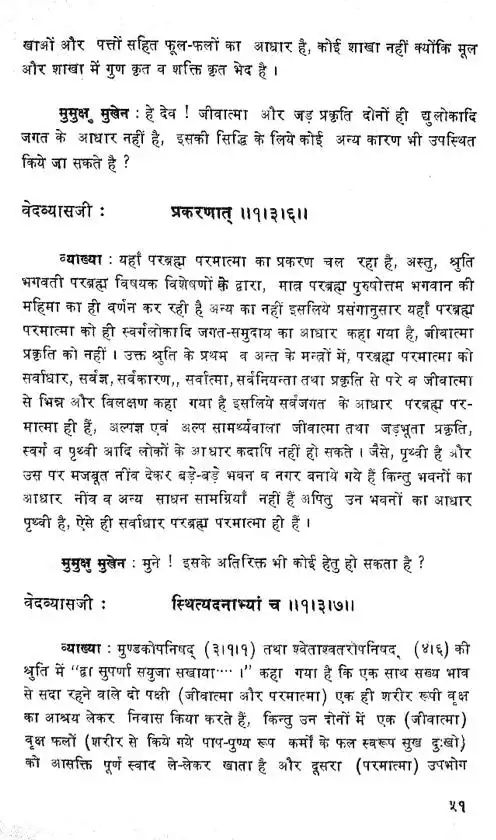 खाओं और पत्तों सहित फूल-फलों का आधार है, कोई शाखा नहीं क्योंकि मूल
और शाखा में गुण कृत व शक्ति कृत भेद है ।
मुमुक्षु मुखेन : हे देव ! जीवात्मा और जड़ प्रकृति दोनों ही द्युलोकादि
जगत के आधार नहीं है, इसकी सिद्धि के लिये कोई अन्य कारण भी उपस्थित
किये जा सकते है ?
वेदव्यासजी : प्रकरणात् ॥१।३।६॥
व्याख्या : यहाँ परब्रह्म परमात्मा का प्रकरण चल रहा है, अस्तु, श्रुति
भगवती परब्रह्म विषयक विशेषणों के द्वारा, मात्र परब्रह्म पुरुषोत्तम भगवान की
महिमा का ही वर्णन कर रही है अन्य का नहीं इसलिये प्रसंगानुसार यहाँ परब्रह्म
परमात्मा को ही स्वर्गलोकादि जगत-समुदाय का आधार कहा गया है, जीवात्मा
प्रकृति को नहीं । उक्त श्रुति के प्रथम व अन्त के मन्त्रों में, परब्रह्म परमात्मा को
सर्वाधार, सर्वज्ञ, सर्वकारण,, सर्वात्मा, सर्वनियन्ता तथा प्रकृति से परे व जीवात्मा
से भिन्न और विलक्षण कहा गया है इसलिये सर्वजगत के आधार परब्रह्म पर-
मात्मा ही हैं, अल्पज्ञ एवं अल्प सामर्थ्यवाला जीवात्मा तथा जड़भूता प्रकृति,
स्वर्ग व पृथ्वी आदि लोकों के आधार कदापि नहीं हो सकते । जैसे, पृथ्वी है और
उस पर मजबूत नींव देकर बड़े-बड़े भवन व नगर बनाये गये हैं किन्तु भवनों का
आधार नींव व अन्य साधन सामग्रियाँ नहीं हैं अपितु उन भवनों का आधार
पृथ्वी है, ऐसे ही सर्वाधार परब्रह्म परमात्मा ही हैं ।
मुमुक्षु मुखेन : मुने ! इसके अतिरिक्त भी कोई हेतु हो सकता है ?
वेदव्यासजी : स्थित्यदनाभ्यां च ॥१।३।७॥
व्याख्या : मुण्डकोपनिषद् (३।१।१) तथा श्वेताश्वतरोपनिषद् (४।६) की
श्रुति में "द्वा सुपर्णा सयुजा सखाया···· ।" कहा गया है कि एक साथ सख्य भाव
से सदा रहने वाले दो पक्षी (जीवात्मा और परमात्मा) एक ही शरीर रूपी वृक्ष
का आश्रय लेकर निवास किया करते हैं, किन्तु उन दोनों में एक (जीवात्मा)
वृक्ष फलों (शरीर से किये गये पाप-पुण्य रूप कर्मों के फल स्वरूप सुख दुःखो)
को आसक्ति पूर्ण स्वाद ले-लेकर खाता है और दूसरा (परमात्मा) उपभोग
५१